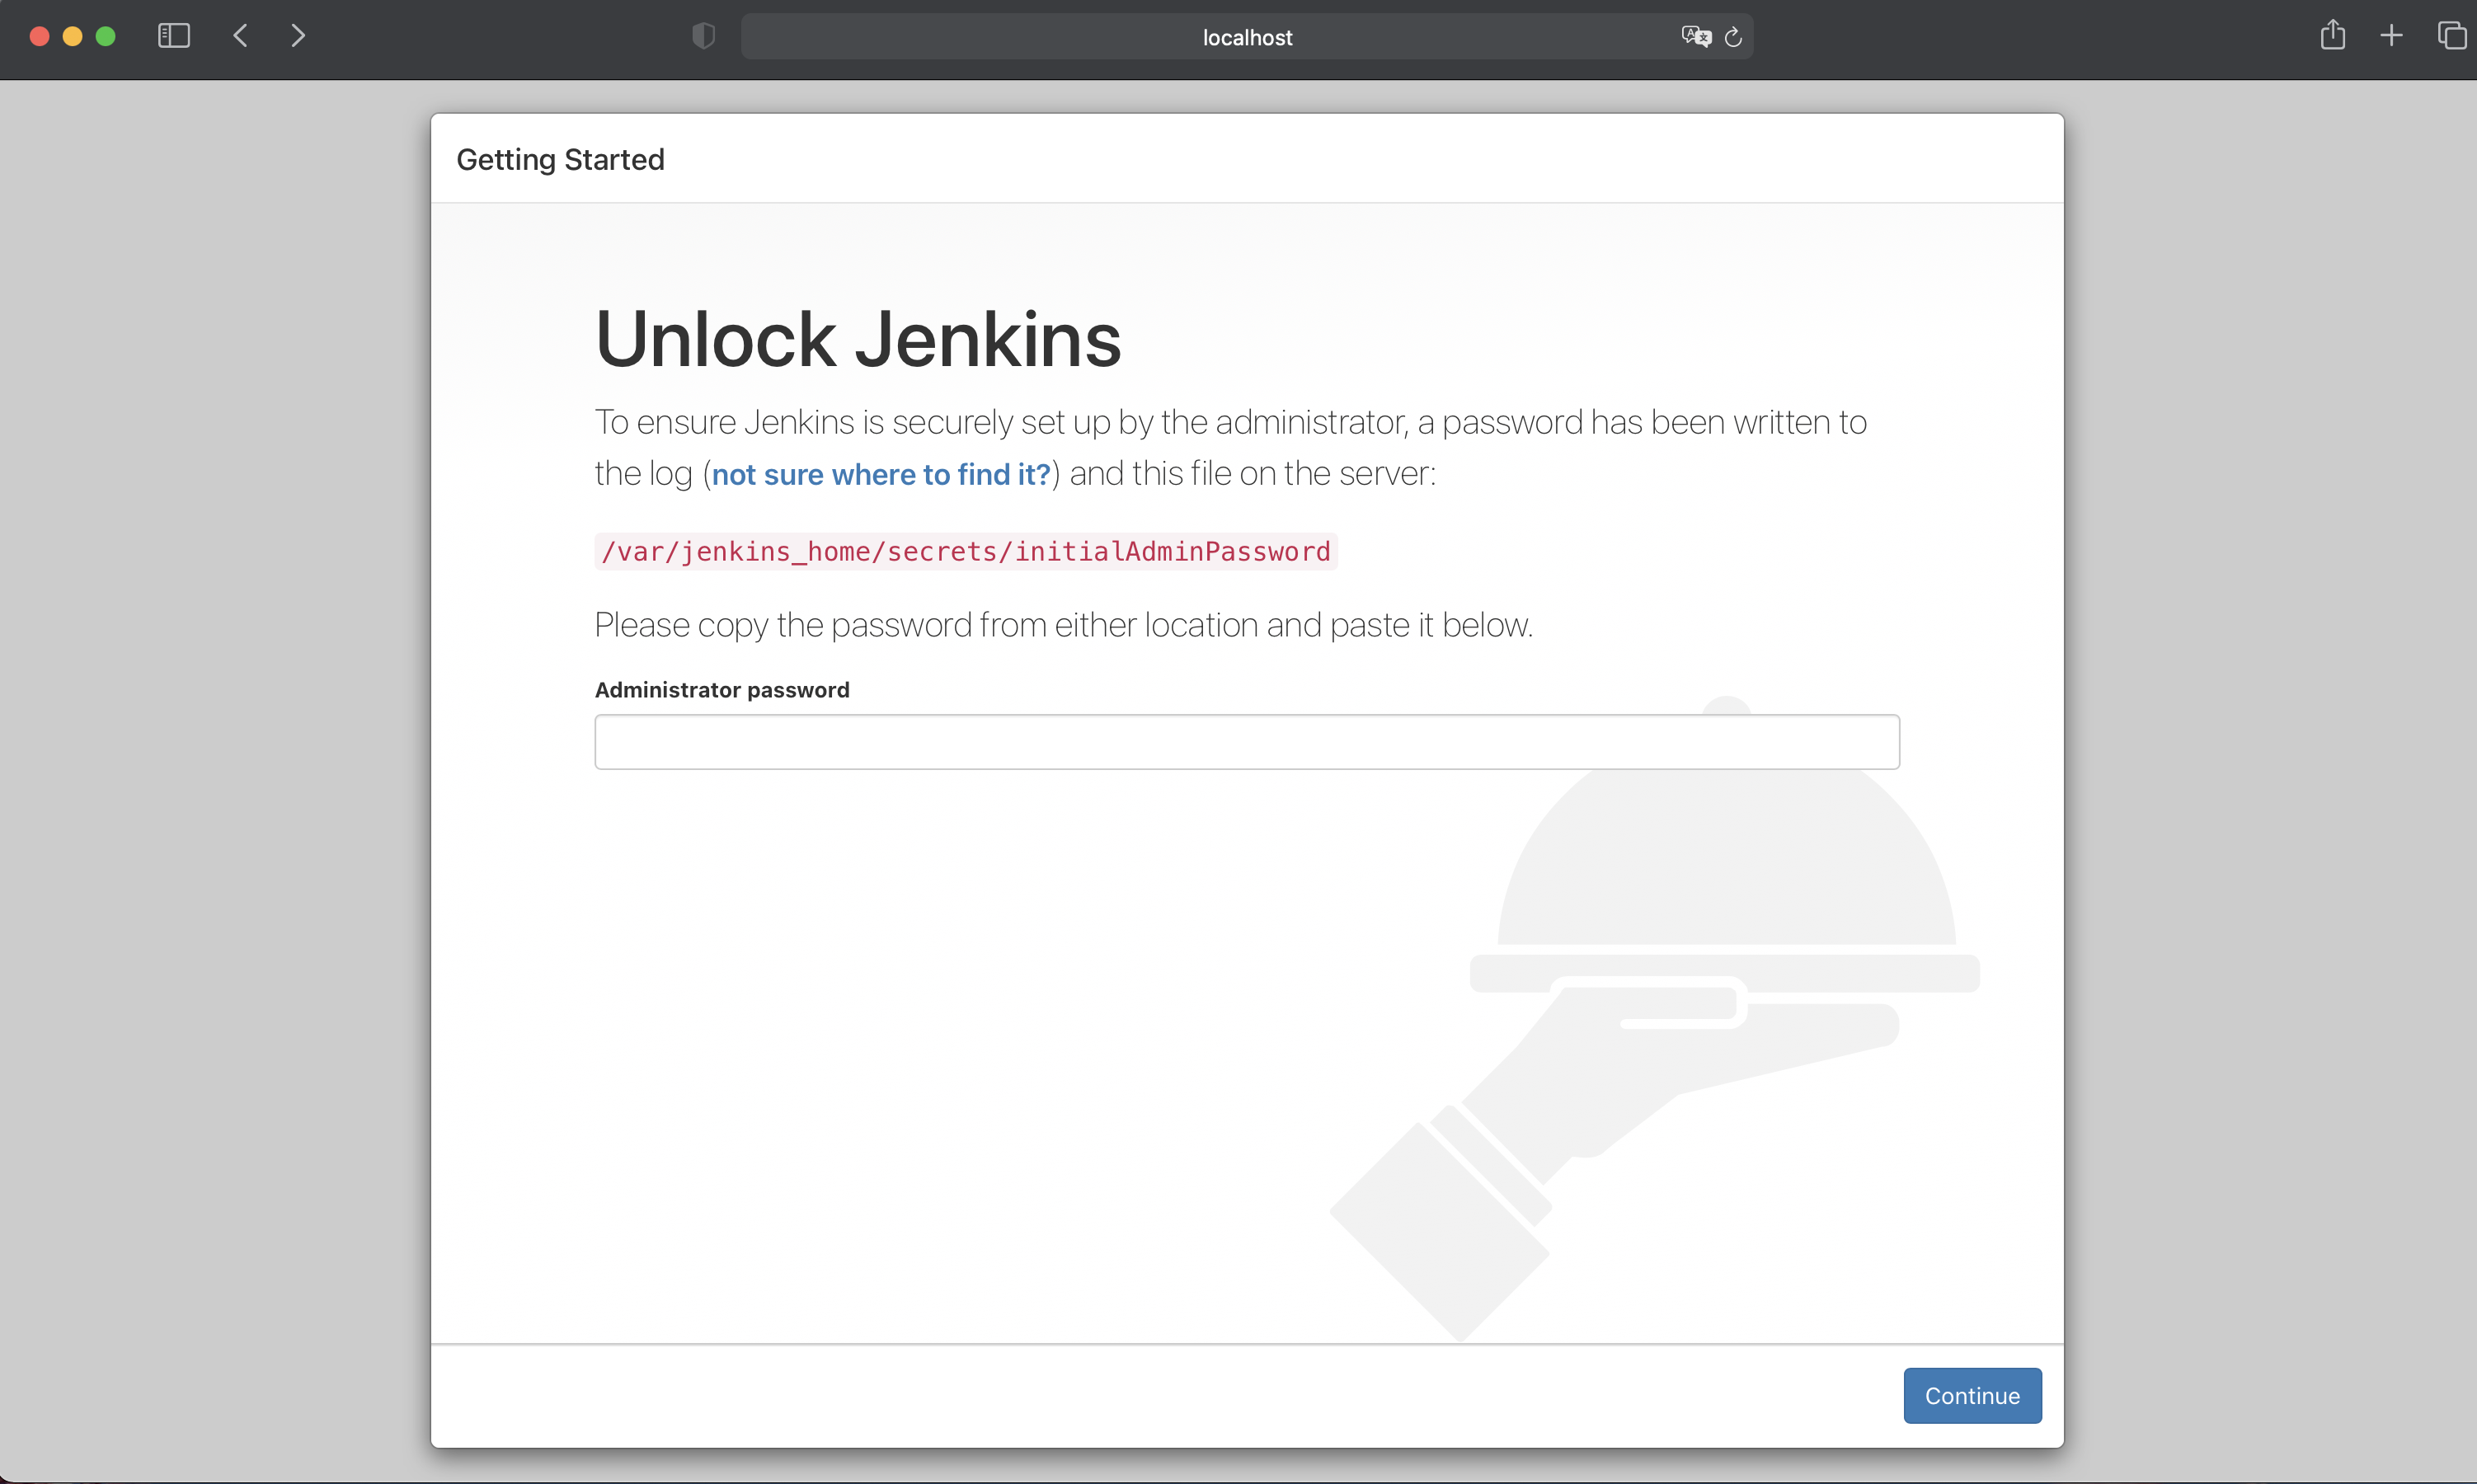 localhost
Getting Started
Unlock Jenkins
To ensure Jenkins is securely set up by the administrator, a password has been written to
the log (not sure where to find it?) and this file on the server:
/var/jenkins_home/secrets/initialAdminPassword
Please copy the password from either location and paste it below.
Administrator password
Continue